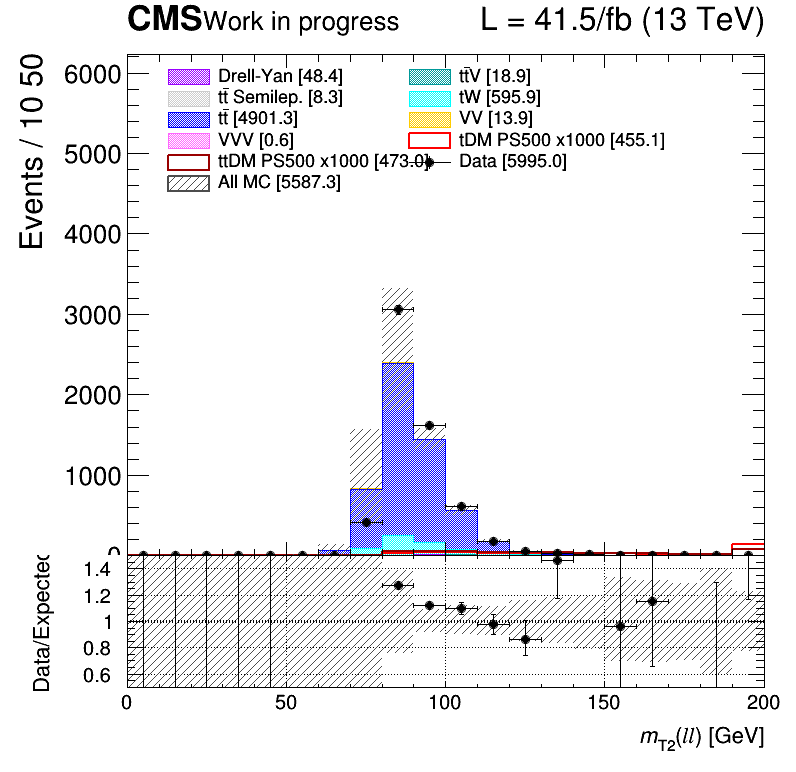 CMS Work in progress L = 41.5/fb (13 TeV)
Events / 10 50
6000
5000
4000
3000
2000
1000
0
Drell-Yan [48.4]
tt̄V [18.9]
tt̄ Semilep. [8.3]
tW [595.9]
tt̄ [4901.3]
VV [13.9]
VVV [0.6]
tDM PS500 x1000 [455.1]
ttDM PS500 x1000 [473.0]
Data [5995.0]
All MC [5587.3]
Data/Expected
1.4
1.2
1
0.8
0.6
0 50 100 150 200
m_T2(ll) [GeV]